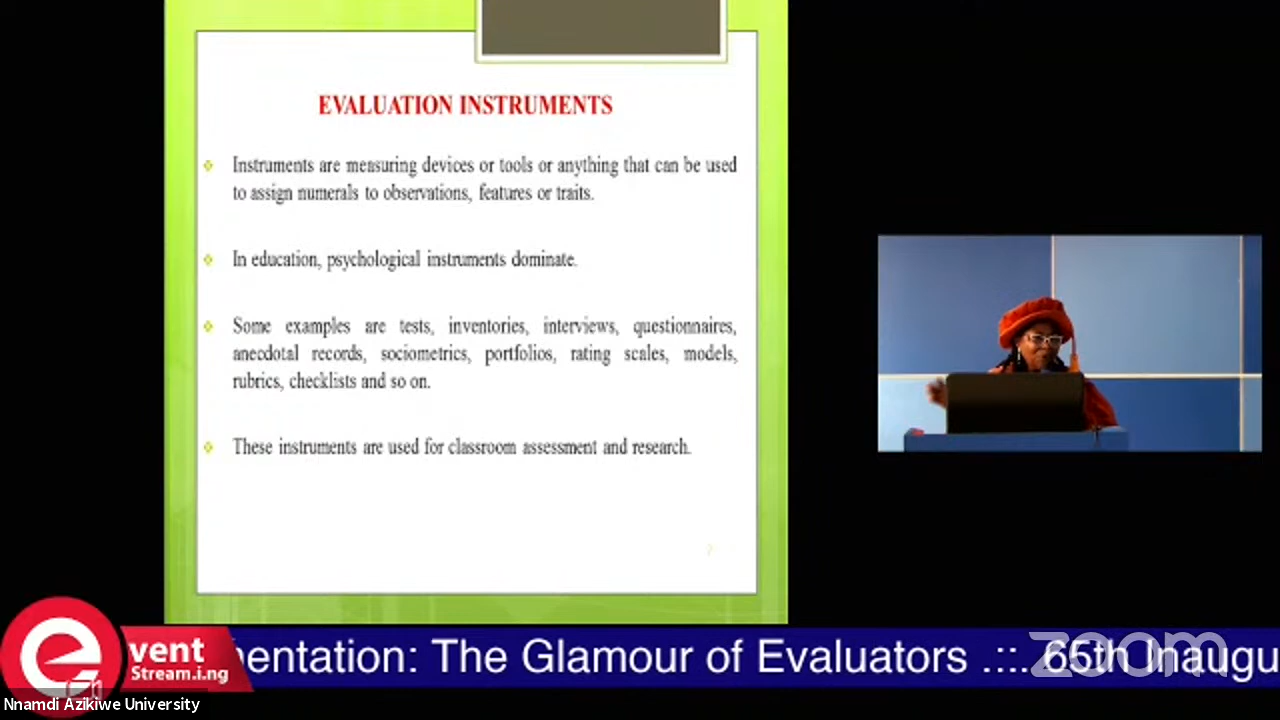 EVALUATION INSTRUMENTS
Instruments are measuring devices or tools or anything that can be used
to assign numerals to observations, features or traits.
In education, psychological instruments dominate.
Some examples are tests, inventories, interviews, questionnaires,
anecdotal records, sociometrics, portfolios, rating scales, models,
rubrics, checklists and so on.
These instruments are used for classroom assessment and research.
7
e vent
Stream.i.ng
mentation: The Glamour of Evaluators .::. 65th Inaugu
zoom
Nnamdi Azikiwe University